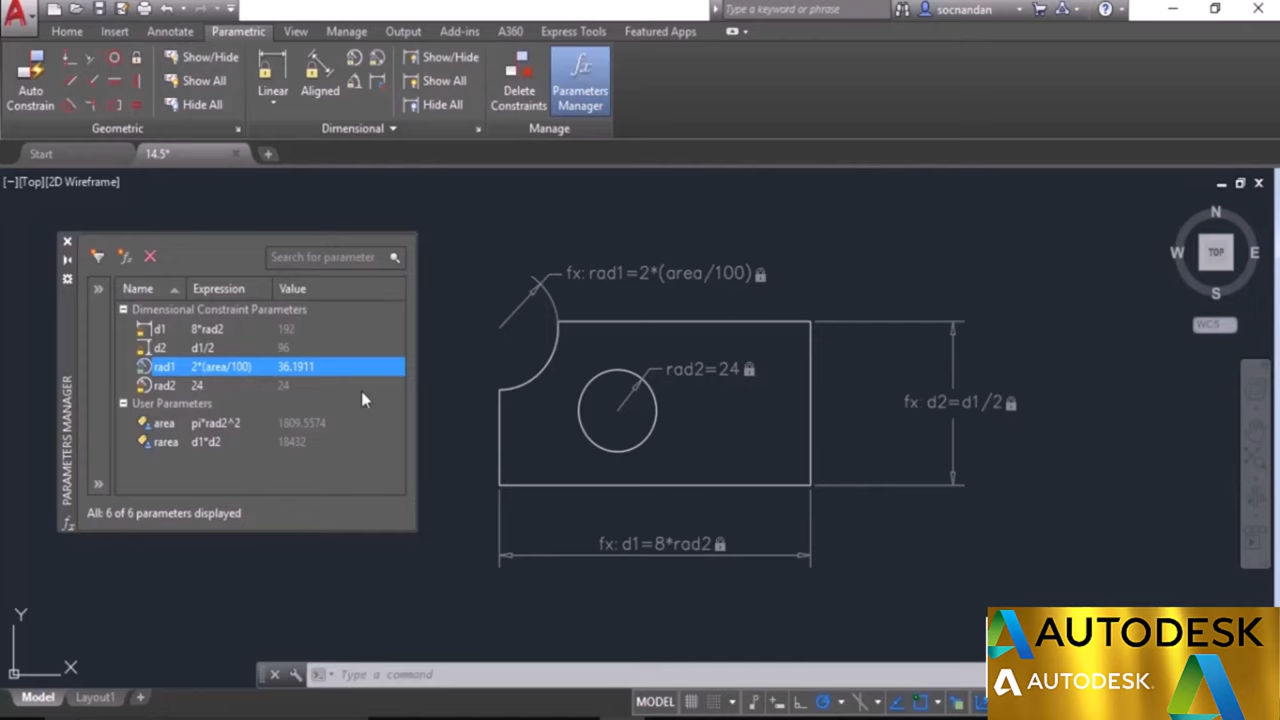 A
Type a keyword or phrase
socnandan
?
Home Insert Annotate Parametric View Manage Output Add-ins A360 Express Tools Featured Apps
Auto
Constrain
Show/Hide
Show All
Hide All
Linear
Aligned
Show/Hide
Show All
Hide All
Delete
Constraints
fx
Parameters
Manager
Geometric
Dimensional
Manage
Start
14.5*
[−][Top][2D Wireframe]
N
W TOP E
S
WCS
PARAMETERS MANAGER
fx
Search for parameter
Name Expression Value
Dimensional Constraint Parameters
d1 8*rad2 192
d2 d1/2 96
rad1 2*(area/100) 36.1911
rad2 24 24
User Parameters
area pi*rad2^2 1809.5574
rarea d1*d2 18432
All: 6 of 6 parameters displayed
fx: rad1=2*(area/100)
rad2=24
fx: d2=d1/2
fx: d1=8*rad2
Y
X
Type a command
Model Layout1
MODEL
AUTODESK
AUTODESK.